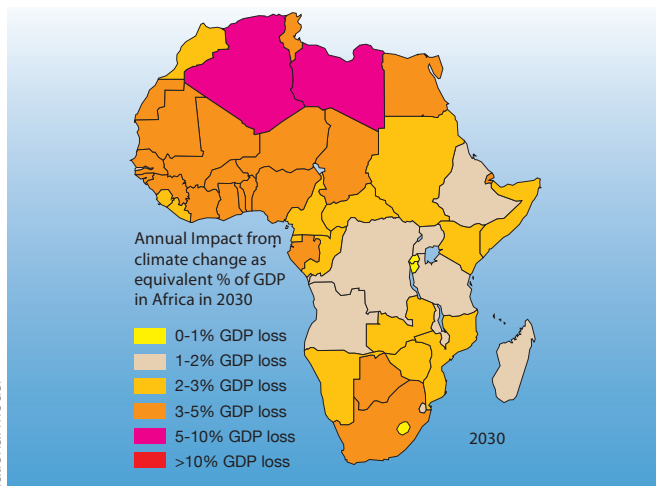 Annual Impact from
climate change as
equivalent % of GDP
in Africa in 2030
0-1% GDP loss
1-2% GDP loss
2-3% GDP loss
3-5% GDP loss
5-10% GDP loss
>10% GDP loss
2030